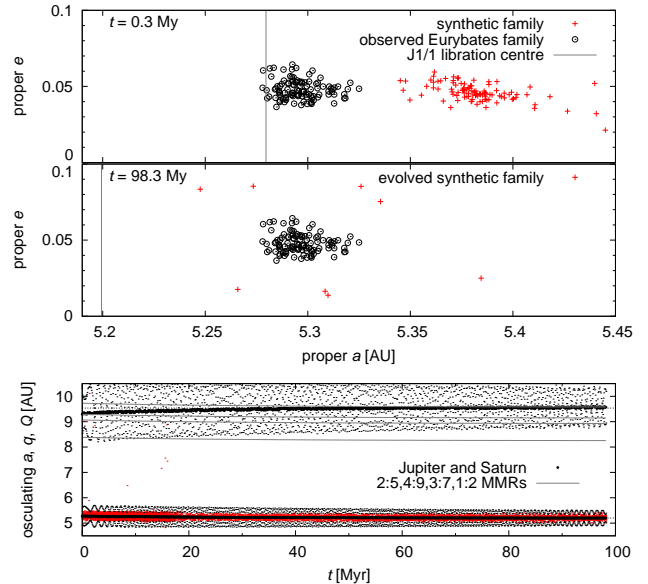 t = 0.3 My
synthetic family
observed Eurybates family
J1/1 libration centre
proper e
0.1
0.05
0
t = 98.3 My
evolved synthetic family
proper e
0.1
0.05
0
5.2 5.25 5.3 5.35 5.4 5.45
proper a [AU]
osculating a, q, Q [AU]
10
9
8
7
6
5
Jupiter and Saturn
2:5,4:9,3:7,1:2 MMRs
0 20 40 60 80 100
t [Myr]